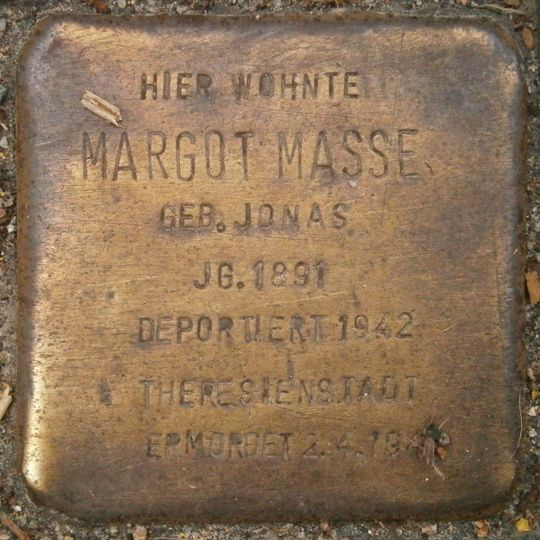 HIER WOHNTE
MARGOT MASSE
GEB. JONAS
JG. 1891
DEPORTIERT 1942
THERESIENSTADT
ERMORDET